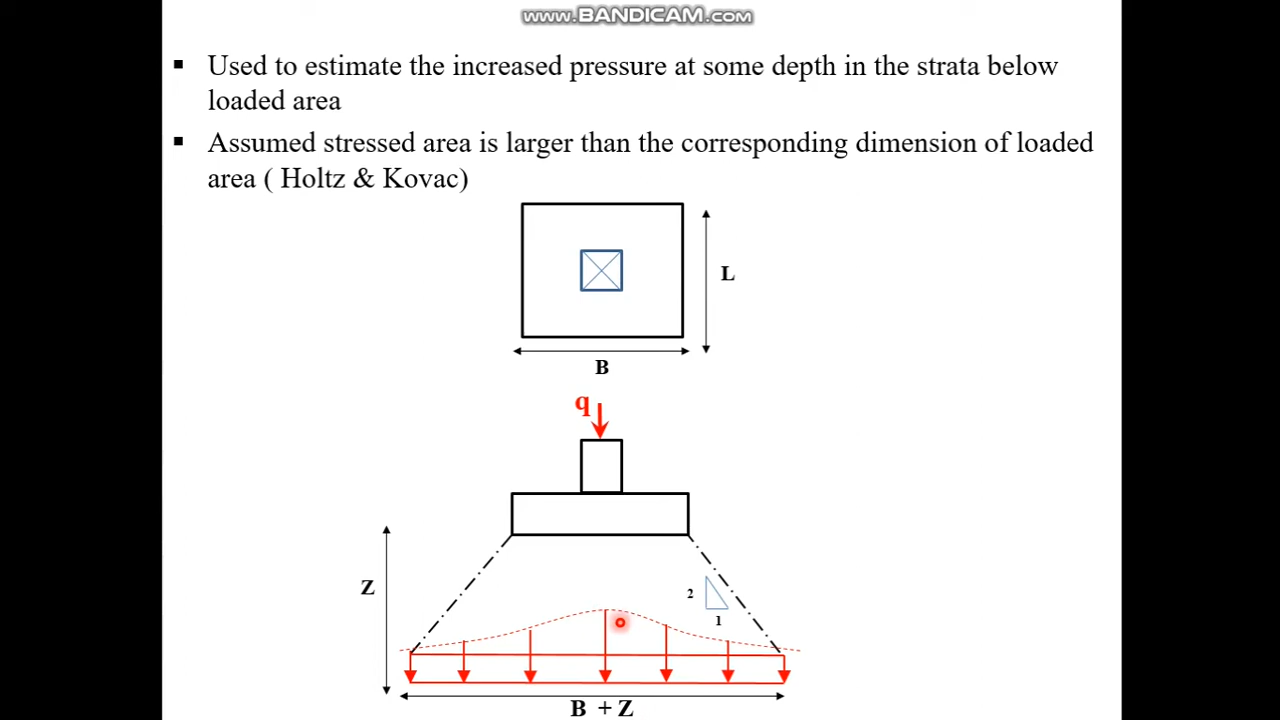 www.BANDICAM.com
▪ Used to estimate the increased pressure at some depth in the strata below
loaded area
▪ Assumed stressed area is larger than the corresponding dimension of loaded
area ( Holtz & Kovac)
L
B
q
Z
2
1
B + Z